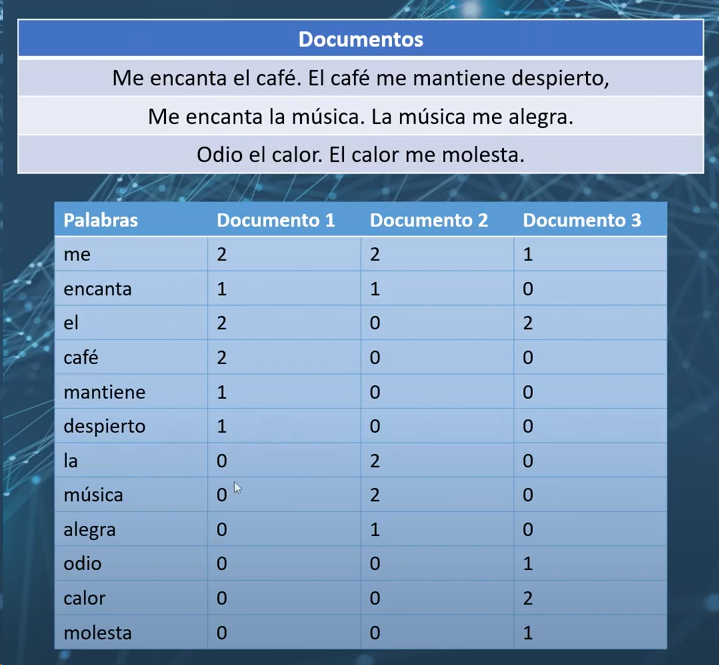 Documentos
Me encanta el café. El café me mantiene despierto,
Me encanta la música. La música me alegra.
Odio el calor. El calor me molesta.
Palabras Documento 1 Documento 2 Documento 3
me 2 2 1
encanta 1 1 0
el 2 0 2
café 2 0 0
mantiene 1 0 0
despierto 1 0 0
la 0 2 0
música 0 2 0
alegra 0 1 0
odio 0 0 1
calor 0 0 2
molesta 0 0 1